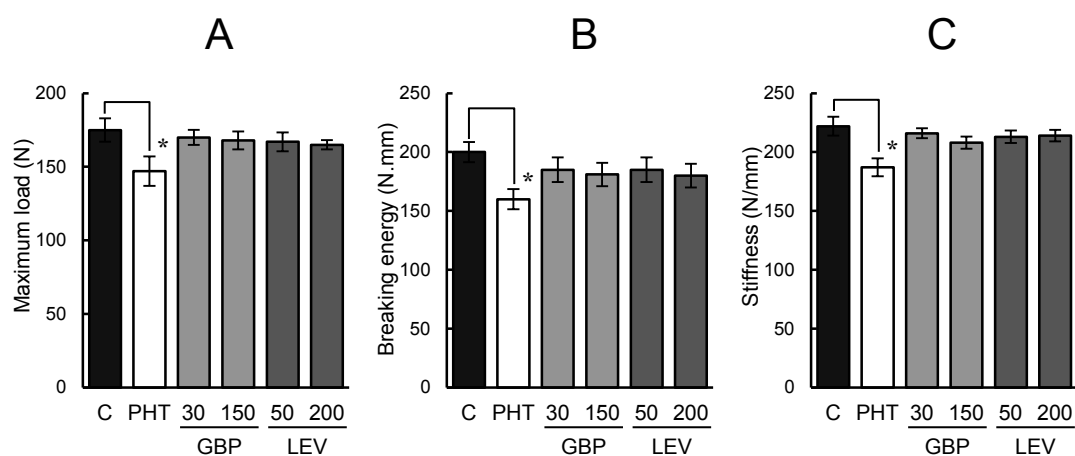 A
Maximum load (N)
200
150
100
50
0
C PHT 30 150 50 200
GBP LEV
*
B
Breaking energy (N.mm)
250
200
150
100
50
0
C PHT 30 150 50 200
GBP LEV
*
C
Stiffness (N/mm)
250
200
150
100
50
0
C PHT 30 150 50 200
GBP LEV
*